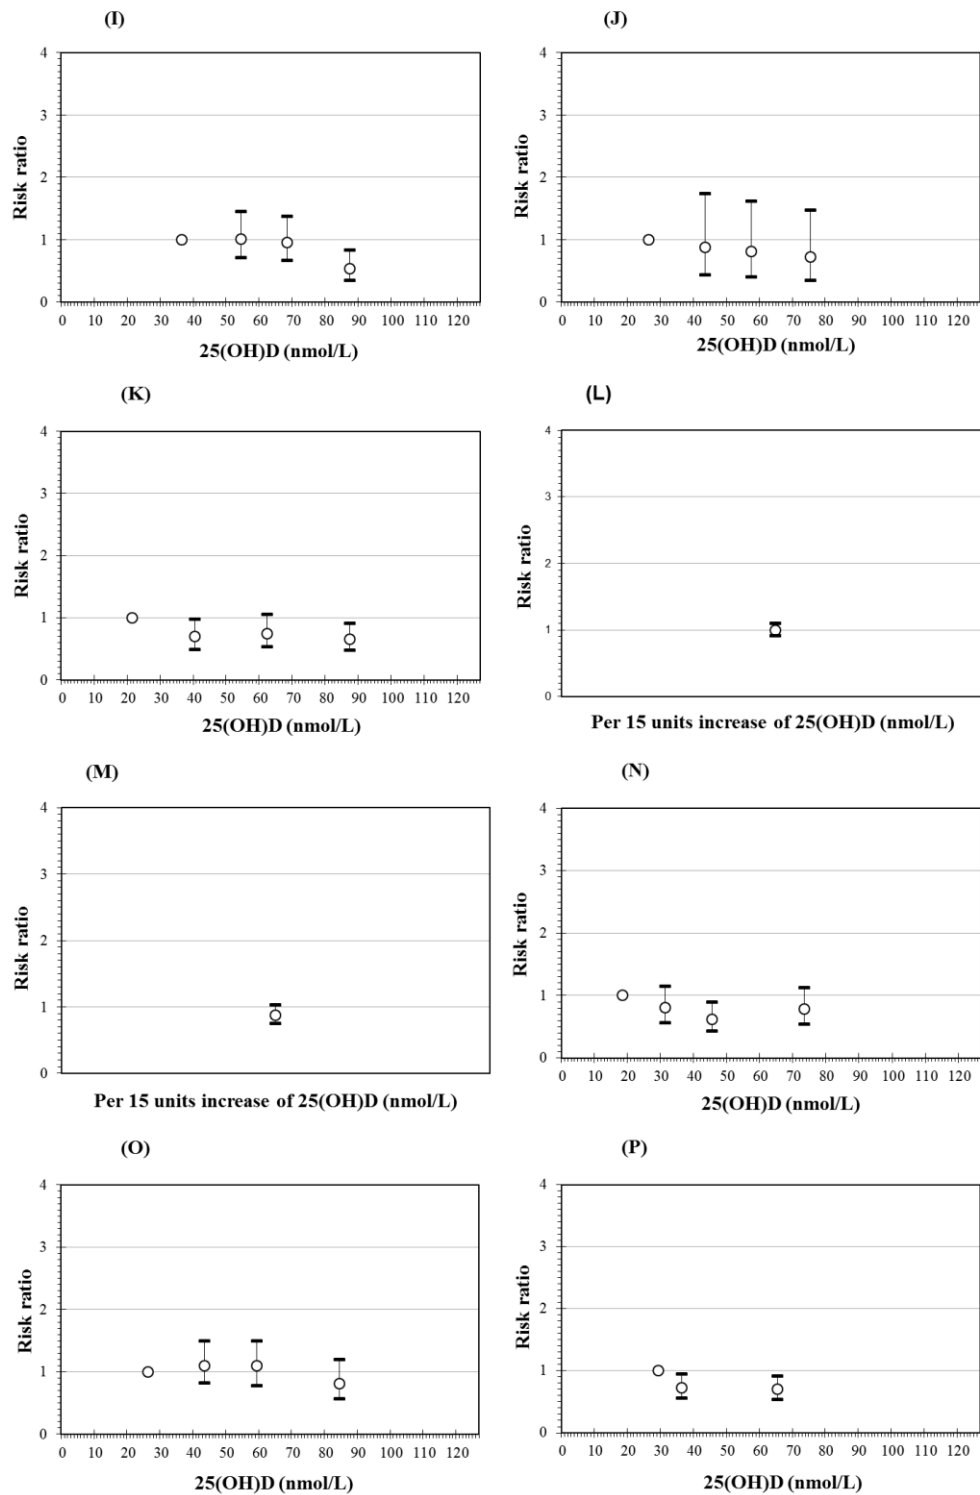 (I)
4
3
2
1
0
Risk ratio
0 10 20 30 40 50 60 70 80 90 100 110 120
25(OH)D (nmol/L)
(J)
4
3
2
1
0
Risk ratio
0 10 20 30 40 50 60 70 80 90 100 110 120
25(OH)D (nmol/L)
(K)
4
3
2
1
0
Risk ratio
0 10 20 30 40 50 60 70 80 90 100 110 120
25(OH)D (nmol/L)
(L)
4
3
2
1
0
Risk ratio
Per 15 units increase of 25(OH)D (nmol/L)
(M)
4
3
2
1
0
Risk ratio
Per 15 units increase of 25(OH)D (nmol/L)
(N)
4
3
2
1
0
Risk ratio
0 10 20 30 40 50 60 70 80 90 100 110 120
25(OH)D (nmol/L)
(O)
4
3
2
1
0
Risk ratio
0 10 20 30 40 50 60 70 80 90 100 110 120
25(OH)D (nmol/L)
(P)
4
3
2
1
0
Risk ratio
0 10 20 30 40 50 60 70 80 90 100 110 120
25(OH)D (nmol/L)